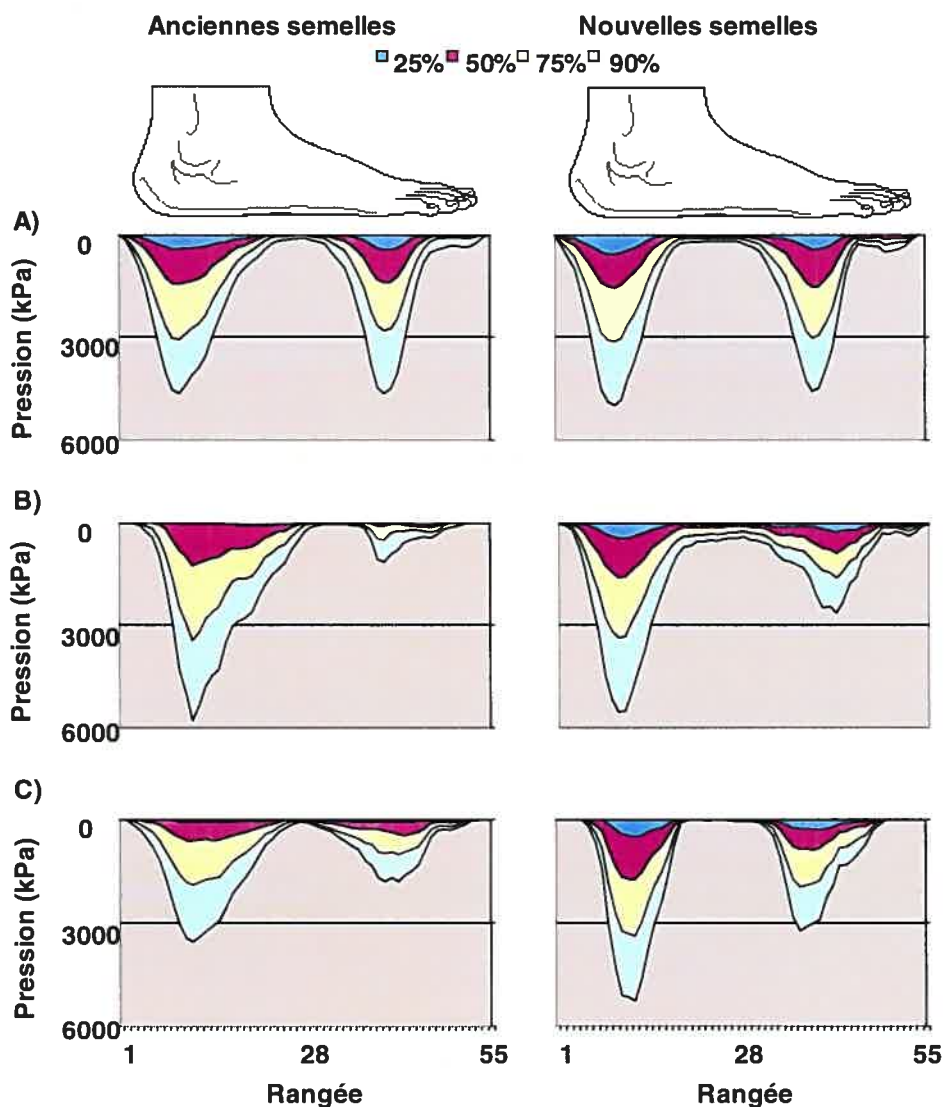 Anciennes semelles Nouvelles semelles
25% 50% 75% 90%
A)
0
3000
6000
Pression (kPa)
B)
0
3000
6000
Pression (kPa)
C)
0
3000
6000
Pression (kPa)
1 28 55 1 28 55
Rangée Rangée